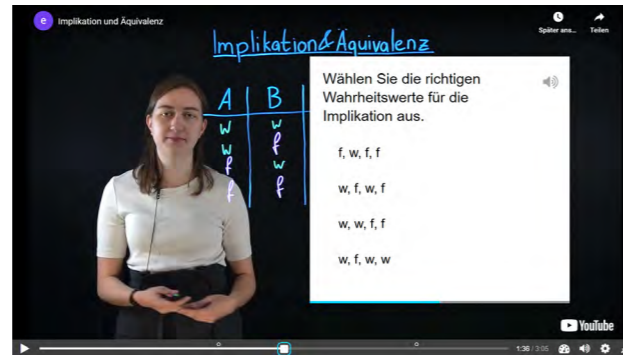 e Implikation und Äquivalenz
Später ans... Teilen
Implikation & Äquivalenz
A B
w w
w f
f w
f f
Wählen Sie die richtigen
Wahrheitswerte für die
Implikation aus.
f, w, f, f
w, f, w, f
w, w, f, f
w, f, w, w
YouTube
1:36 / 3:05